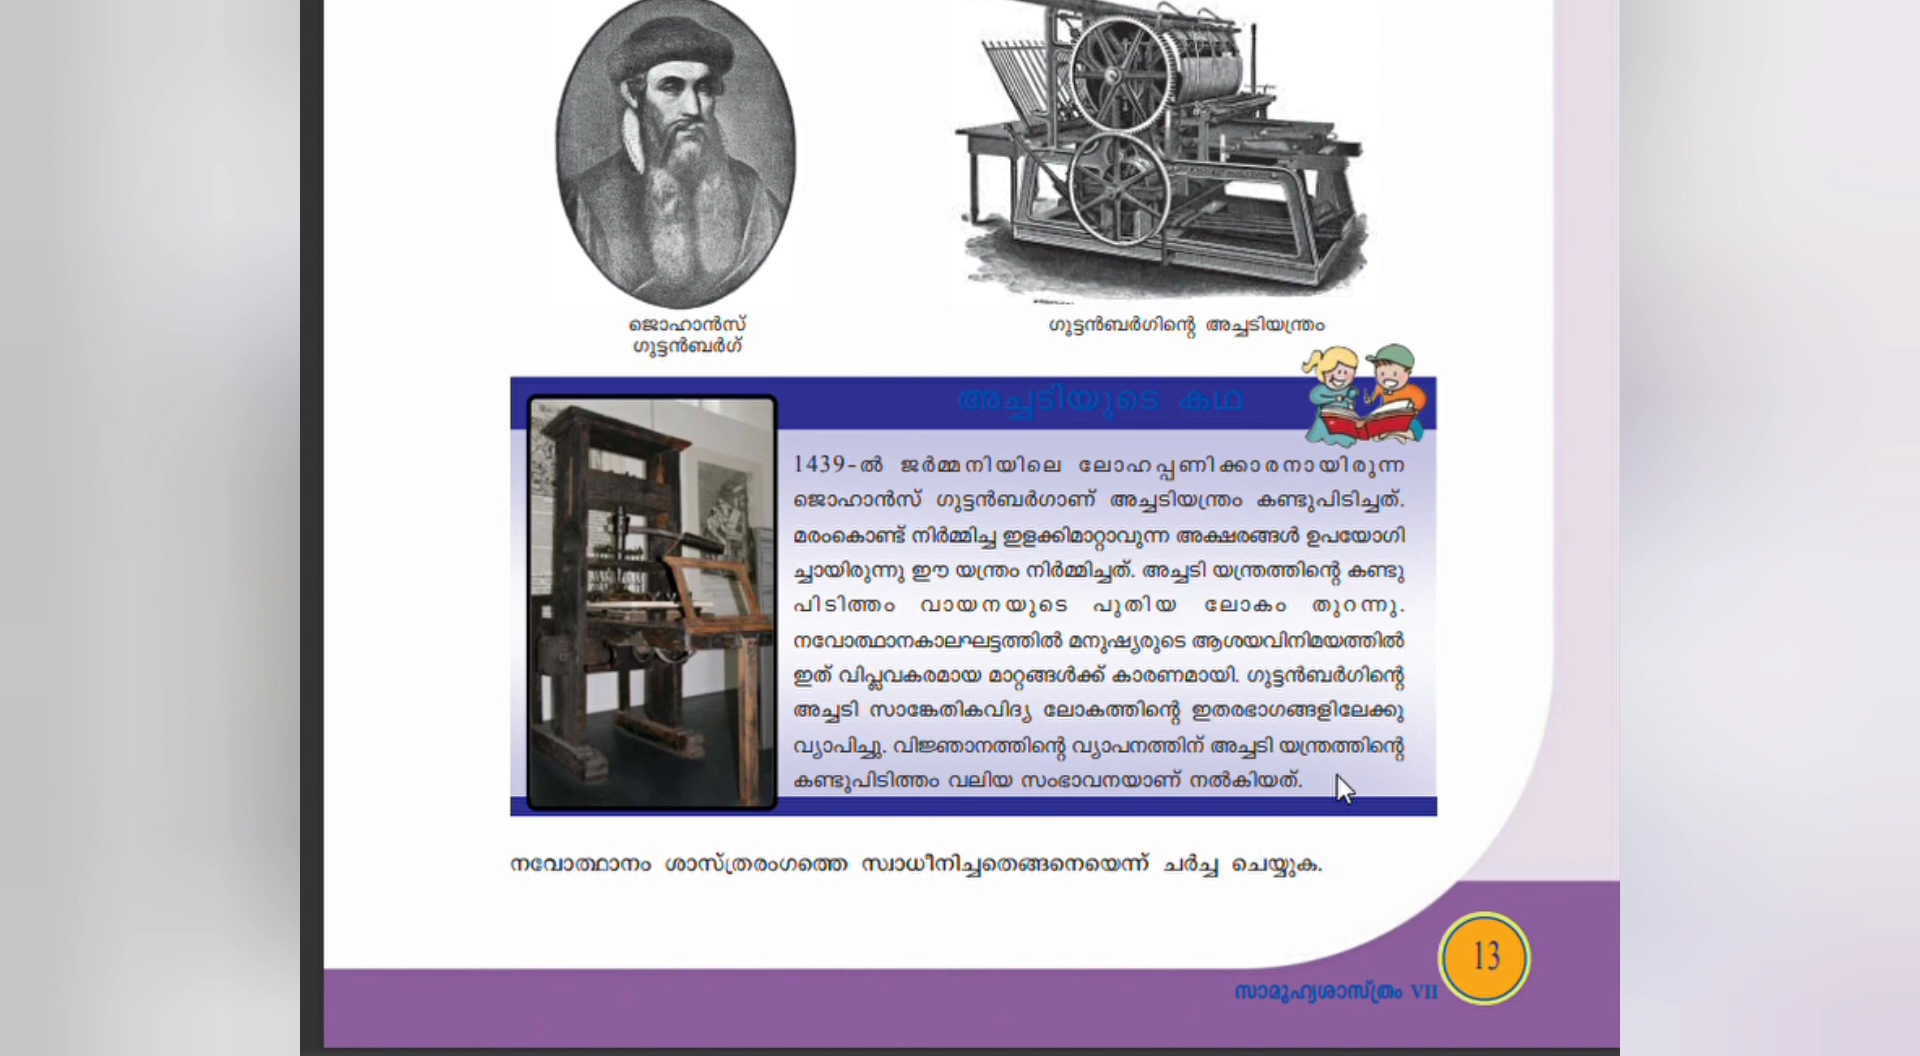 ജൊഹാൻസ്
ഗുട്ടൻബർഗ്
ഗുട്ടൻബർഗിന്റെ അച്ചടിയന്ത്രം
അച്ചടിയുടെ കഥ
1439-ൽ ജർമ്മനിയിലെ ലോഹപ്പണിക്കാരനായിരുന്ന
ജൊഹാൻസ് ഗുട്ടൻബർഗാണ് അച്ചടിയന്ത്രം കണ്ടുപിടിച്ചത്.
മരംകൊണ്ട് നിർമ്മിച്ച ഇളക്കിമാറ്റാവുന്ന അക്ഷരങ്ങൾ ഉപയോഗി
ച്ചായിരുന്നു ഈ യന്ത്രം നിർമ്മിച്ചത്. അച്ചടി യന്ത്രത്തിന്റെ കണ്ടു
പിടിത്തം വായനയുടെ പുതിയ ലോകം തുറന്നു.
നവോത്ഥാനകാലഘട്ടത്തിൽ മനുഷ്യരുടെ ആശയവിനിമയത്തിൽ
ഇത് വിപ്ലവകരമായ മാറ്റങ്ങൾക്ക് കാരണമായി. ഗുട്ടൻബർഗിന്റെ
അച്ചടി സാങ്കേതികവിദ്യ ലോകത്തിന്റെ ഇതരഭാഗങ്ങളിലേക്കു
വ്യാപിച്ചു. വിജ്ഞാനത്തിന്റെ വ്യാപനത്തിന് അച്ചടി യന്ത്രത്തിന്റെ
കണ്ടുപിടിത്തം വലിയ സംഭാവനയാണ് നൽകിയത്.
നവോത്ഥാനം ശാസ്ത്രരംഗത്തെ സ്വാധീനിച്ചതെങ്ങനെയെന്ന് ചർച്ച ചെയ്യുക.
13
സാമൂഹ്യശാസ്ത്രം VII